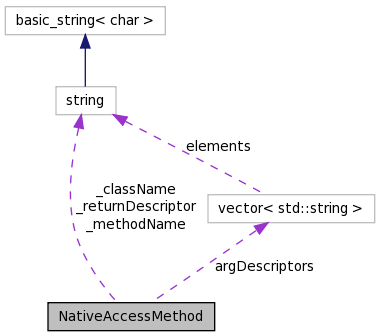 basic_string< char >
string
elements
_className
_returnDescriptor
_methodName
vector< std::string >
argDescriptors
NativeAccessMethod